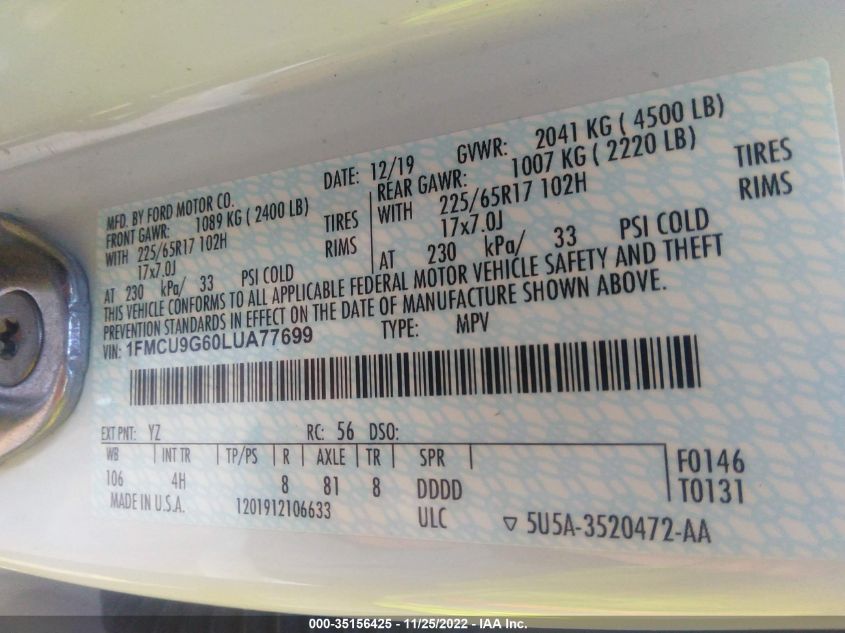 MFD. BY FORD MOTOR CO.
DATE: 12/19
GVWR: 2041 KG ( 4500 LB)
FRONT GAWR: 1089 KG ( 2400 LB)
WITH 225/65R17 102H TIRES
17x7.0J RIMS
AT 230 kPa/ 33 PSI COLD
REAR GAWR: 1007 KG ( 2220 LB)
WITH 225/65R17 102H TIRES
17x7.0J RIMS
AT 230 kPa/ 33 PSI COLD
THIS VEHICLE CONFORMS TO ALL APPLICABLE FEDERAL MOTOR VEHICLE SAFETY AND THEFT
PREVENTION STANDARDS IN EFFECT ON THE DATE OF MANUFACTURE SHOWN ABOVE.
VIN: 1FMCU9G60LUA77699 TYPE: MPV
EXT PNT: YZ RC: 56 DSO:
WB INT TR TP/PS R AXLE TR SPR
106 4H 8 81 8 DDDD
F0146
T0131
MADE IN U.S.A. 1201912106633 ULC
▽ 5U5A-3520472-AA
000-35156425 - 11/25/2022 - IAA Inc.